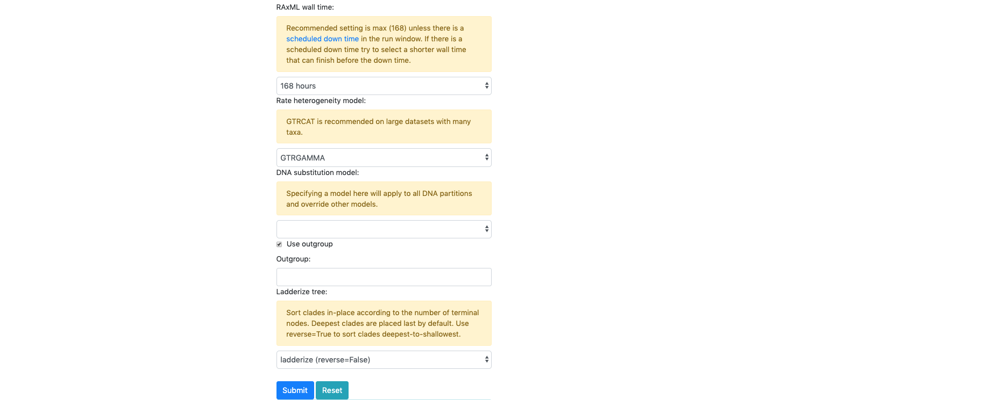 RAxML wall time:
Recommended setting is max (168) unless there is a
scheduled down time in the run window. If there is a
scheduled down time try to select a shorter wall time
that can finish before the down time.
168 hours
Rate heterogeneity model:
GTRCAT is recommended on large datasets with many
taxa.
GTRGAMMA
DNA substitution model:
Specifying a model here will apply to all DNA partitions
and override other models.
Use outgroup
Outgroup:
Ladderize tree:
Sort clades in-place according to the number of terminal
nodes. Deepest clades are placed last by default. Use
reverse=True to sort clades deepest-to-shallowest.
ladderize (reverse=False)
Submit Reset